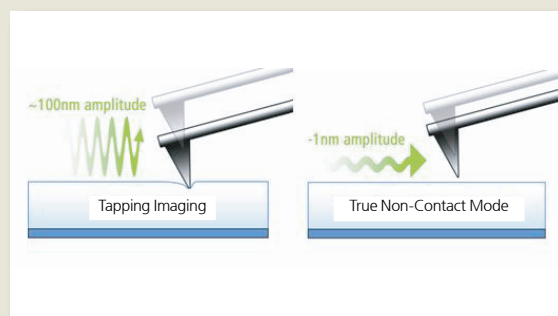 ~100nm amplitude
Tapping Imaging
-1nm amplitude
True Non-Contact Mode